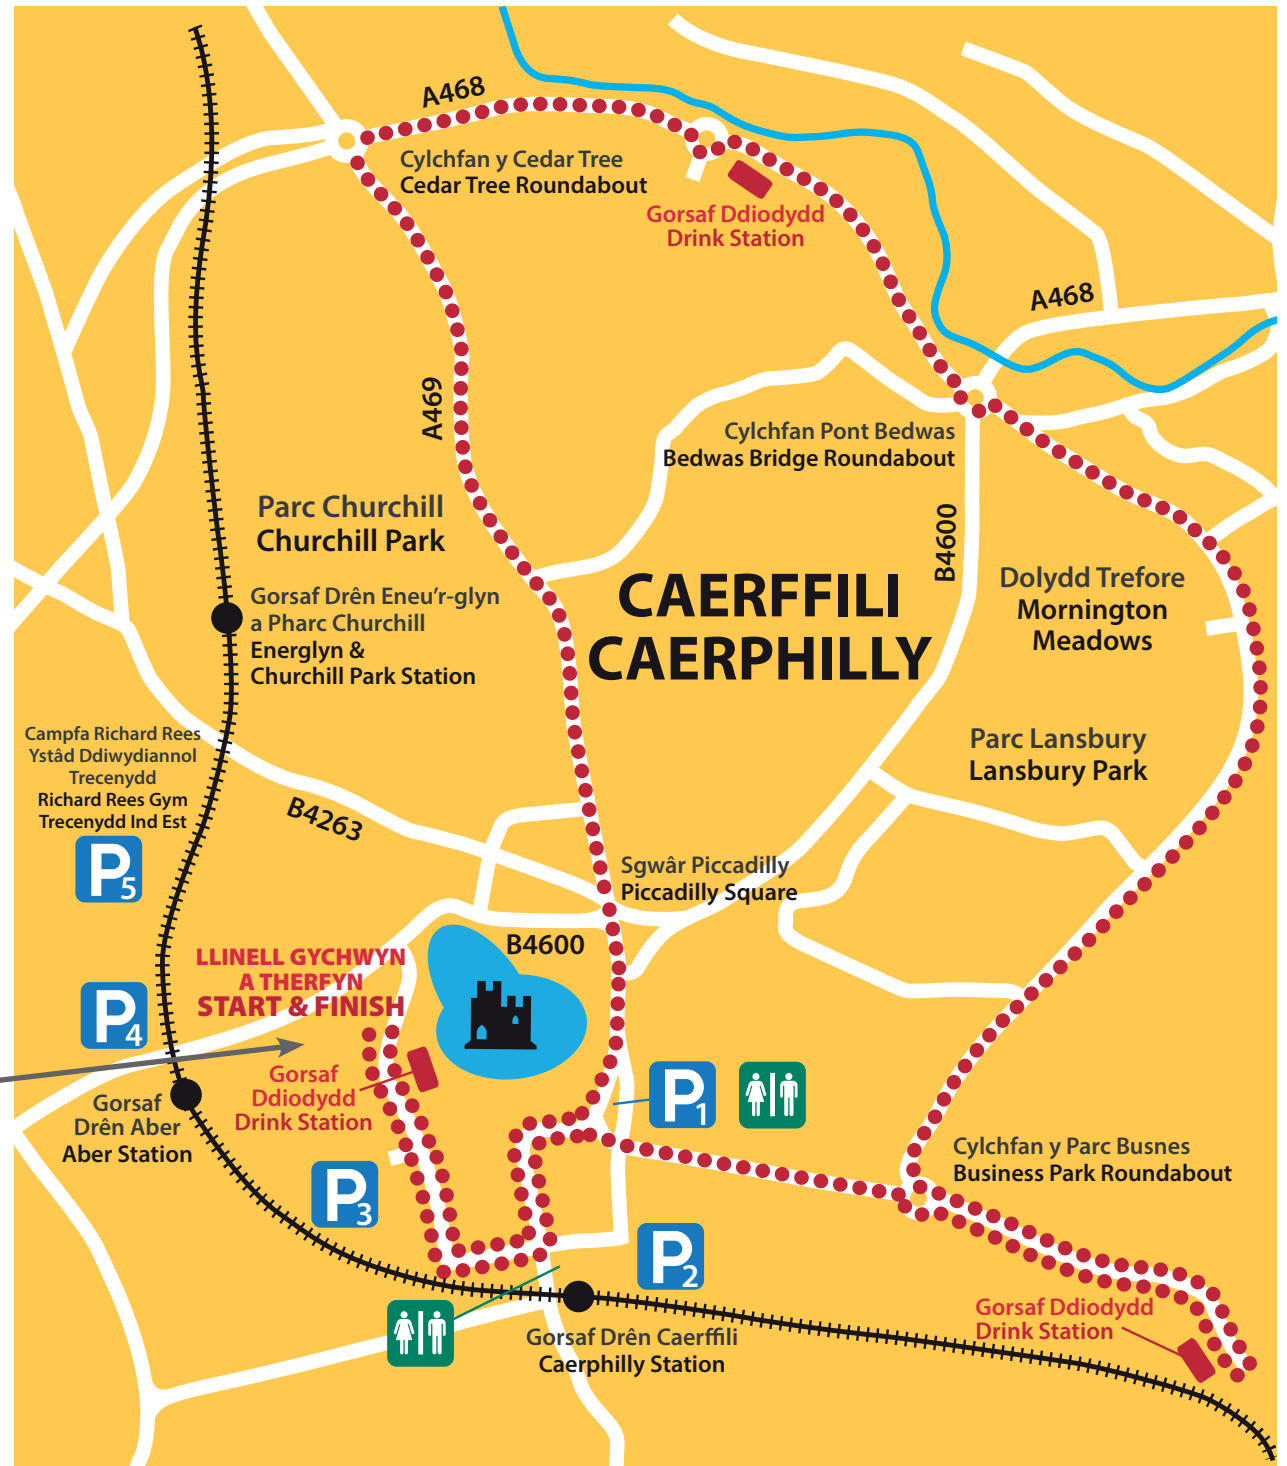 A468
Cylchfan y Cedar Tree
Cedar Tree Roundabout
Gorsaf Ddiodydd
Drink Station
A468
A469
Cylchfan Pont Bedwas
Bedwas Bridge Roundabout
Parc Churchill
Churchill Park
B4600
CAERFFILI
CAERPHILLY
Dolydd Trefore
Mornington
Meadows
Gorsaf Drên Eneu'r-glyn
a Pharc Churchill
Energlyn &
Churchill Park Station
Campfa Richard Rees
Ystâd Ddiwydiannol
Trecenydd
Richard Rees Gym
Trecenydd Ind Est
P5
Parc Lansbury
Lansbury Park
B4263
Sgwâr Piccadilly
Piccadilly Square
B4600
LLINELL GYCHWYN
A THERFYN
START & FINISH
P4
Gorsaf
Ddiodydd
Drink Station
Gorsaf
Drên Aber
Aber Station
P1
P3
Cylchfan y Parc Busnes
Business Park Roundabout
P2
Gorsaf Drên Caerffili
Caerphilly Station
Gorsaf Ddiodydd
Drink Station